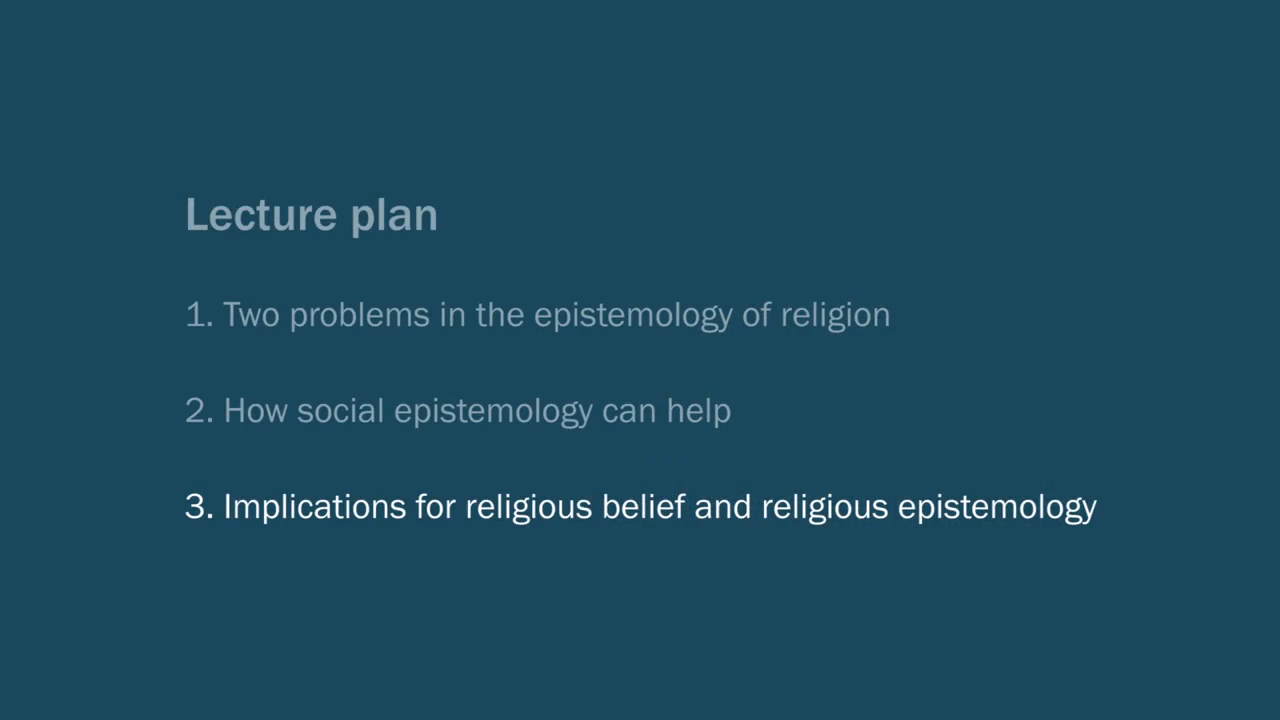 Lecture plan
1. Two problems in the epistemology of religion
2. How social epistemology can help
3. Implications for religious belief and religious epistemology